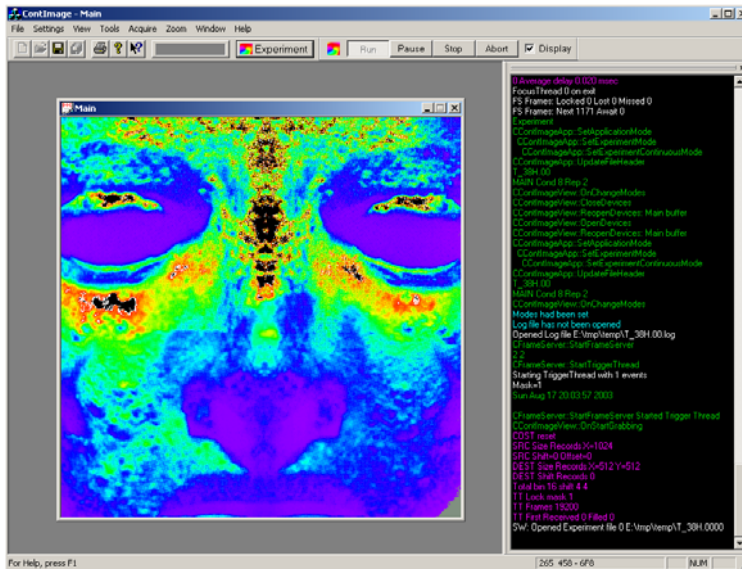 ContImage - Main
File Settings View Tools Acquire Zoom Window Help
Experiment Run Pause Stop Abort Display
Main
0 Average delay 0.020 msec
FocusThread 0 on exit
FS Frames: Locked 0 Lost 0 Missed 0
FS Frames: Next 1171 Await 0
Experiment
CContImageApp::SetApplicationMode
CContImageApp::SetExperimentMode
CContImageApp::SetExperimentContinuousMode
CContImageApp::UpdateFileHeader
T_38H.00
MAIN Cond 8 Rep 2
CContImageView::OnChangeModes
CContImageView::CloseDevices
CContImageView::ReopenDevices: Main buffer
CContImageView::OpenDevices
CContImageView::ReopenDevices: Main buffer
CContImageApp::SetApplicationMode
CContImageApp::SetExperimentMode
CContImageApp::SetExperimentContinuousMode
CContImageApp::UpdateFileHeader
T_38H.00
MAIN Cond 8 Rep 2
CContImageView::OnChangeModes
Modes had been set
Log file has not been opened
Opened Log file E:\tmp\temp\T_38H.00.log
CFrameServer::StartFrameServer
2 2
CFrameServer::StartTriggerThread
Starting TriggerThread with 1 events
Mask=1
Sun Aug 17 20:03:57 2003
CFrameServer::StartFrameServer Started Trigger Thread
CContImageView::OnStartGrabbing
COST reset
SRC Size Records X=1024
SRC Shift=0 Offset=0
DEST Size Records X=512 Y=512
DEST Shift Records 0
Total bin 16 shift 4 4
T1 Lock mask 1
T1 Frames 19200
T1 First Received 0 Filled 0
SW: Opened Experiment file 0 E:\tmp\temp\T_38H.0000
For Help, press F1
265 458 - 6F8 NUM